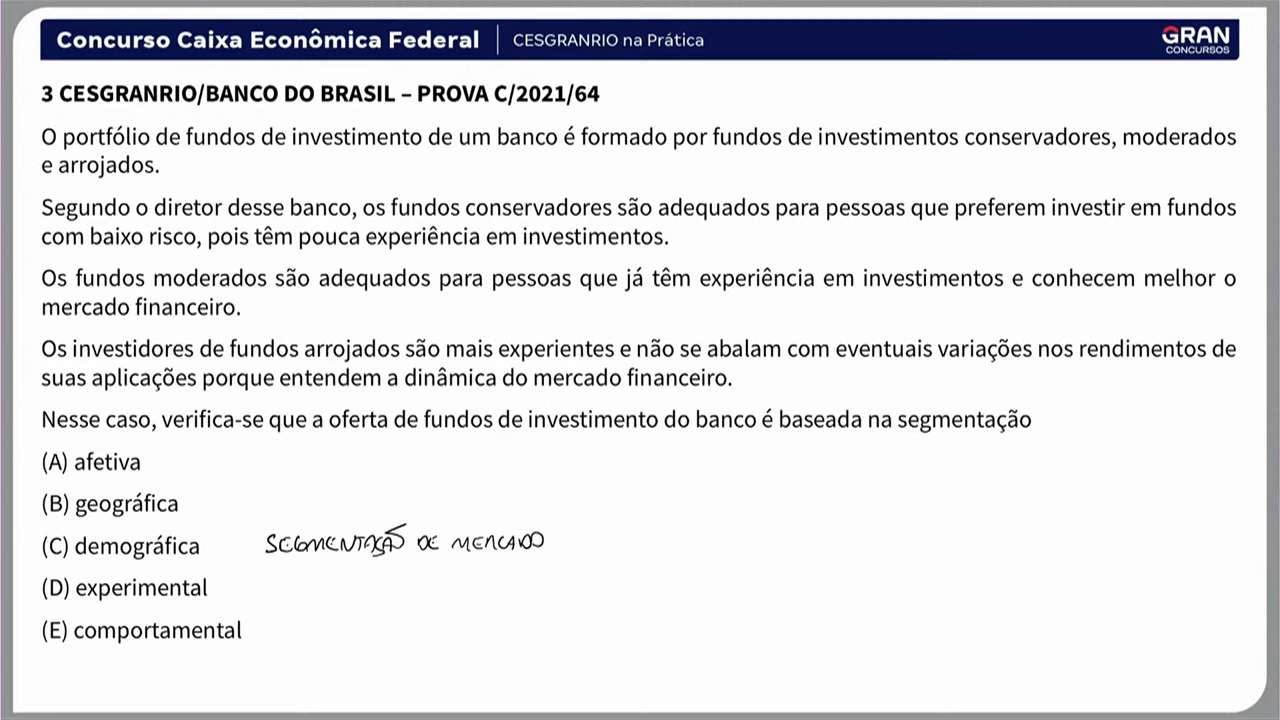 Concurso Caixa Econômica Federal | CESGRANRIO na Prática
GRAN
CONCURSOS
3 CESGRANRIO/BANCO DO BRASIL – PROVA C/2021/64
O portfólio de fundos de investimento de um banco é formado por fundos de investimentos conservadores, moderados
e arrojados.
Segundo o diretor desse banco, os fundos conservadores são adequados para pessoas que preferem investir em fundos
com baixo risco, pois têm pouca experiência em investimentos.
Os fundos moderados são adequados para pessoas que já têm experiência em investimentos e conhecem melhor o
mercado financeiro.
Os investidores de fundos arrojados são mais experientes e não se abalam com eventuais variações nos rendimentos de
suas aplicações porque entendem a dinâmica do mercado financeiro.
Nesse caso, verifica-se que a oferta de fundos de investimento do banco é baseada na segmentação
(A) afetiva
(B) geográfica
(C) demográfica SEGMENTAÇÃO DE MERCADO
(D) experimental
(E) comportamental